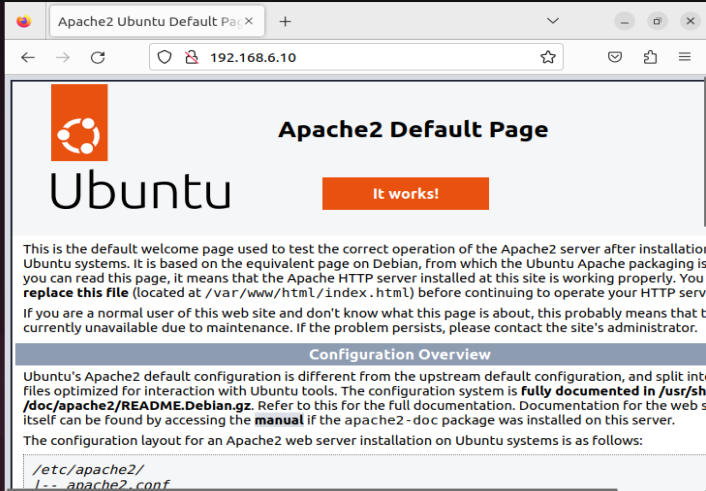 Apache2 Ubuntu Default Pag
192.168.6.10
Ubuntu
Apache2 Default Page
It works!
This is the default welcome page used to test the correct operation of the Apache2 server after installation
Ubuntu systems. It is based on the equivalent page on Debian, from which the Ubuntu Apache packaging is
you can read this page, it means that the Apache HTTP server installed at this site is working properly. You
replace this file (located at /var/www/html/index.html) before continuing to operate your HTTP serv
If you are a normal user of this web site and don't know what this page is about, this probably means that t
currently unavailable due to maintenance. If the problem persists, please contact the site's administrator.
Configuration Overview
Ubuntu's Apache2 default configuration is different from the upstream default configuration, and split into
files optimized for interaction with Ubuntu tools. The configuration system is fully documented in /usr/sh
/doc/apache2/README.Debian.gz. Refer to this for the full documentation. Documentation for the web s
itself can be found by accessing the manual if the apache2-doc package was installed on this server.
The configuration layout for an Apache2 web server installation on Ubuntu systems is as follows:
/etc/apache2/
|-- apache2.conf